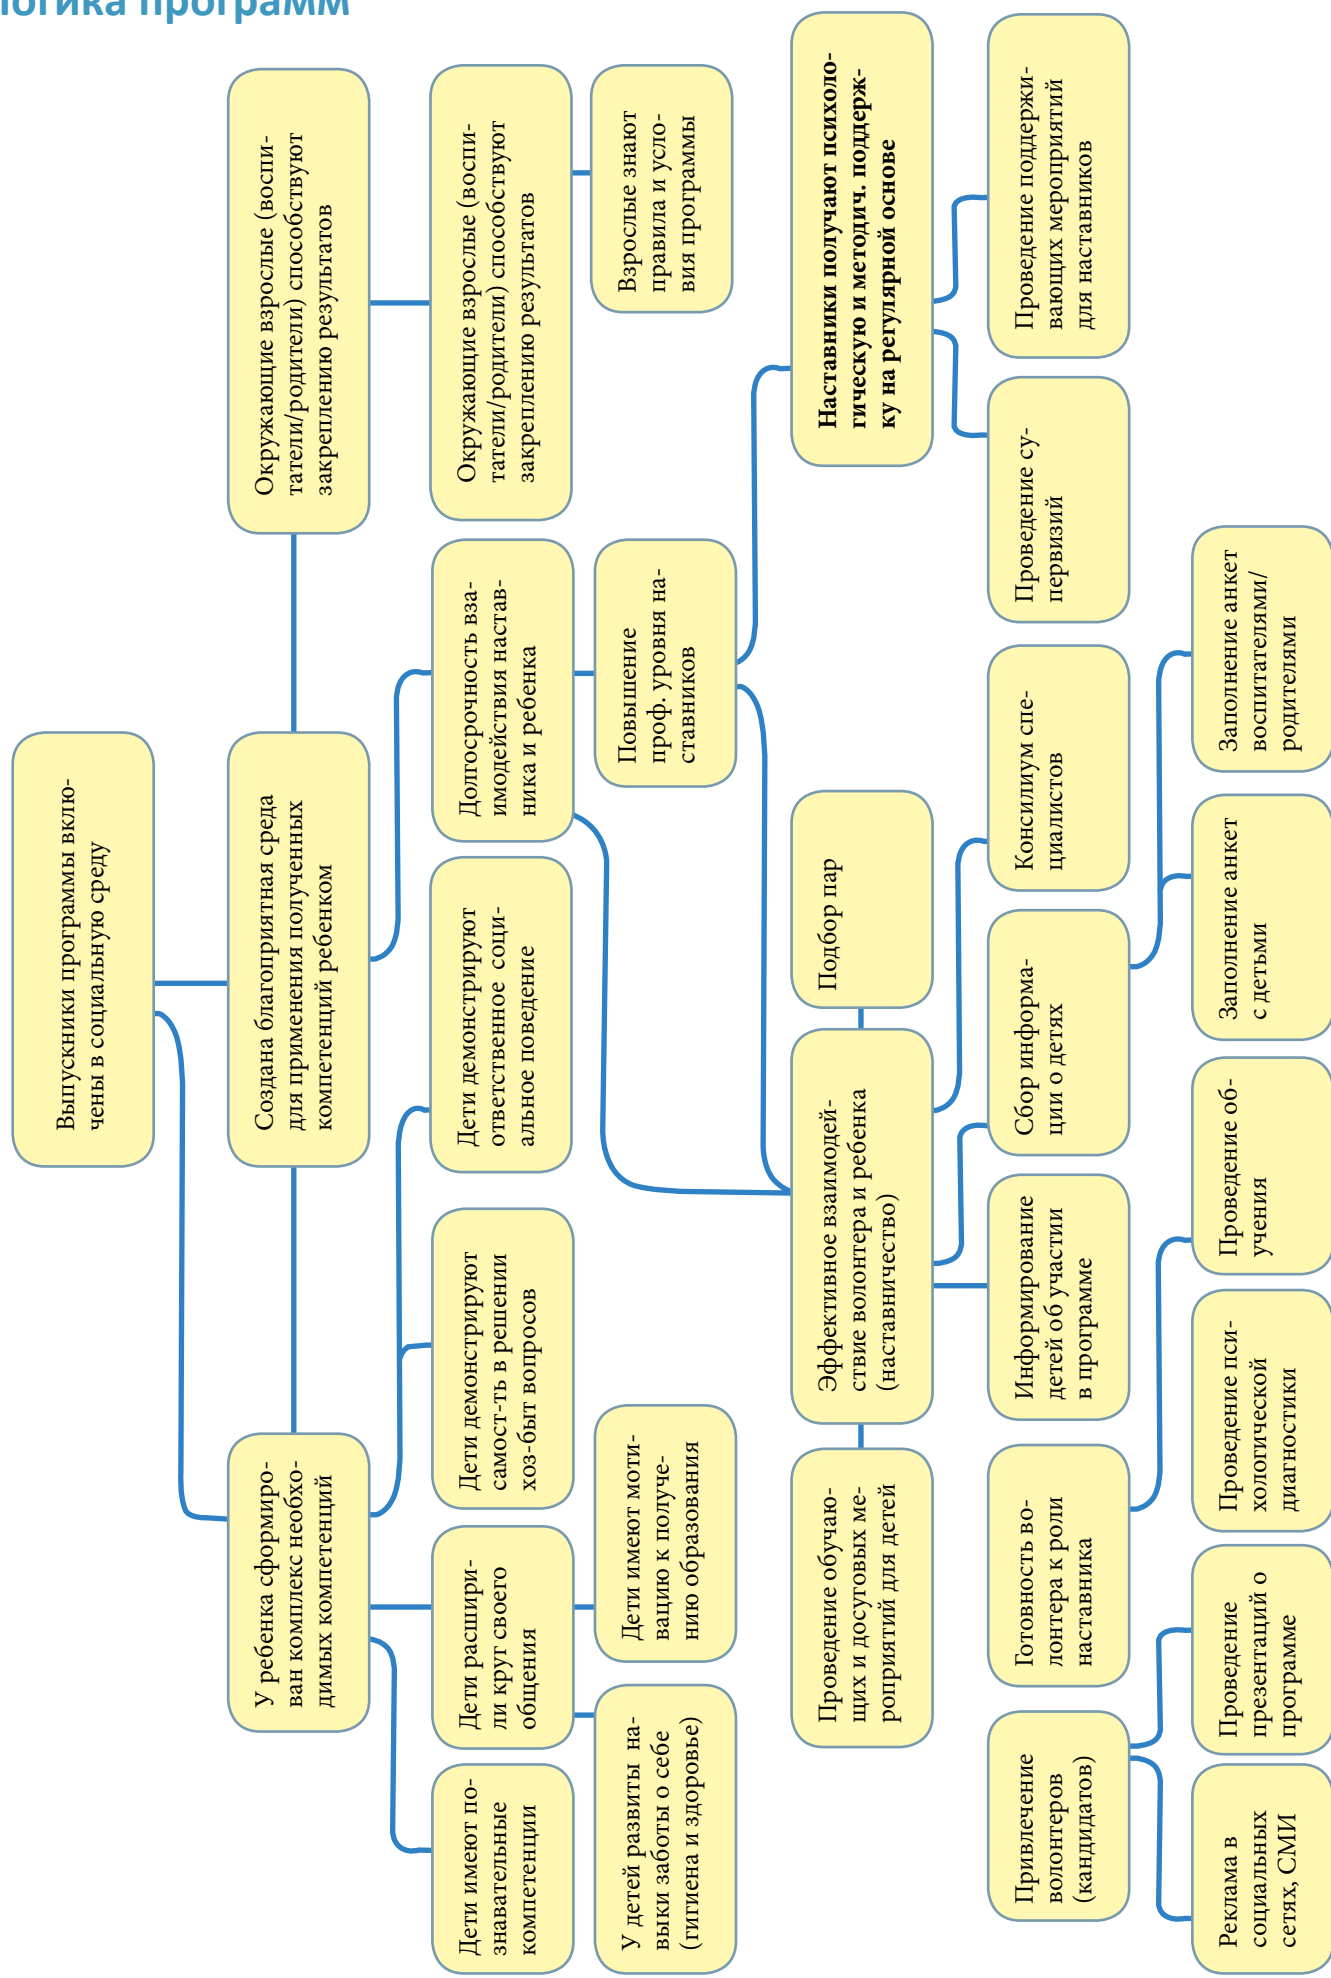 логика программ
Выпускники программы вклю-
чены в социальную среду
У ребенка сформиро-
ван комплекс необхо-
димых компетенций
Создана благоприятная среда
для применения полученных
компетенций ребенком
Окружающие взрослые (воспи-
татели/родители) способствуют
закреплению результатов
Дети имеют по-
знавательные
компетенции
Дети расшири-
ли круг своего
общения
Дети демонстрируют
самост-ть в решении
хоз-быт вопросов
Дети демонстрируют
ответственное социа-
альное поведение
Долгосрочность вза-
имодействия настав-
ника и ребенка
Окружающие взрослые (воспи-
татели/родители) способствуют
закреплению результатов
У детей развиты на-
выки заботы о себе
(гигиена и здоровье)
Дети имеют моти-
вацию к получе-
нию образования
Повышение
проф. уровня на-
ставников
Взрослые знают
правила и усло-
вия программы
Проведение обучаю-
щих и досуговых ме-
роприятий для детей
Эффективное взаимодей-
ствие волонтера и ребенка
(наставничество)
Подбор пар
Наставники получают психоло-
гическую и методич. поддерж-
ку на регулярной основе
Привлечение
волонтеров
(кандидатов)
Готовность во-
лонтера к роли
наставника
Информирование
детей об участии
в программе
Сбор информа-
ции о детях
Консилиум спе-
циалистов
Проведение су-
первизий
Проведение поддержи-
вающих мероприятий
для наставников
Реклама в
социальных
сетях, СМИ
Проведение
презентаций о
программе
Проведение пси-
хологической
диагностики
Проведение об-
учения
Заполнение анкет
с детьми
Заполнение анкет
воспитателями/
родителями